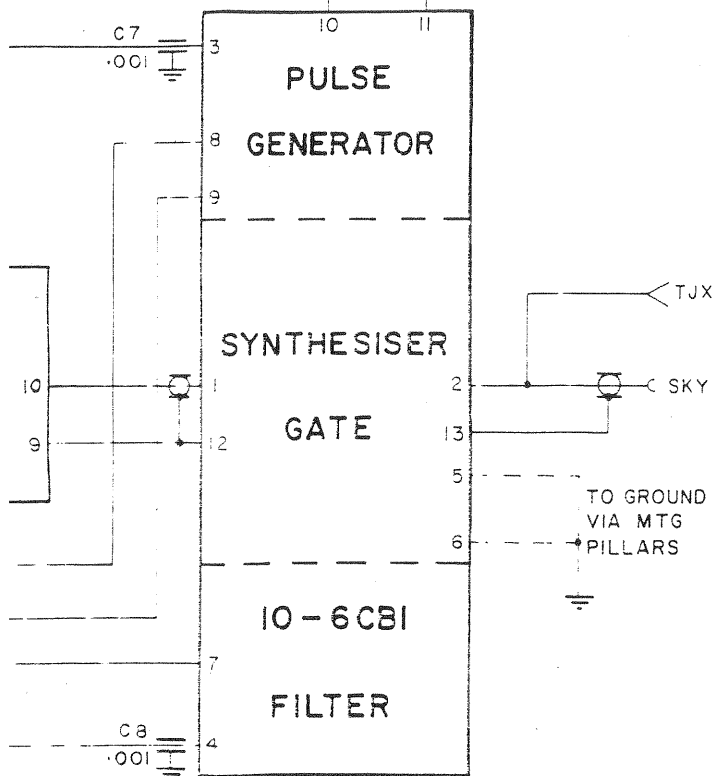 10
11
C7
.001
3
PULSE
GENERATOR
8
9
TJX
SYNTHESISER
GATE
10
1
2
SKY
9
12
13
5
6
TO GROUND
VIA MTG
PILLARS
10-6CB1
FILTER
7
C8
.001
4